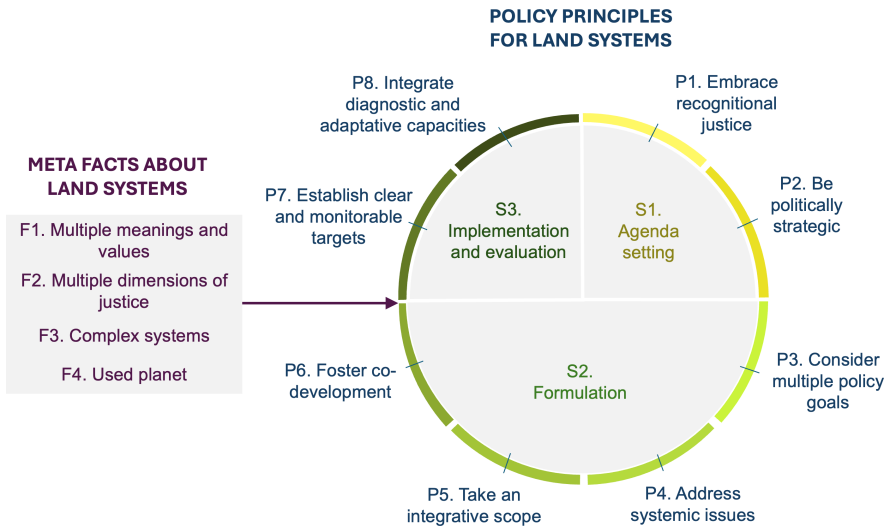 POLICY PRINCIPLES
FOR LAND SYSTEMS
META FACTS ABOUT
LAND SYSTEMS
F1. Multiple meanings and
values
F2. Multiple dimensions of
justice
F3. Complex systems
F4. Used planet
P1. Embrace
recognitional
justice
P2. Be
politically
strategic
P3. Consider
multiple policy
goals
P4. Address
systemic issues
P5. Take an
integrative scope
P6. Foster co-
development
P7. Establish clear
and monitorable
targets
P8. Integrate
diagnostic and
adaptative capacities
S1.
Agenda
setting
S2.
Formulation
S3.
Implementation
and evaluation